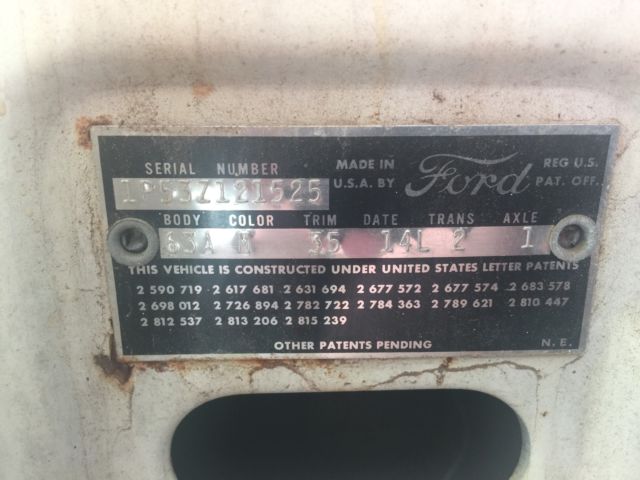 SERIAL NUMBER MADE IN Ford REG U.S.
1P53Z121525 U.S.A. BY PAT. OFF.
BODY COLOR TRIM DATE TRANS AXLE
63A M 35 14L 2 1
THIS VEHICLE IS CONSTRUCTED UNDER UNITED STATES LETTER PATENTS
2 590 719 2 617 681 2 631 694 2 677 572 2 677 574 2 683 578
2 698 012 2 726 894 2 782 722 2 784 363 2 789 621 2 810 447
2 812 537 2 813 206 2 815 239
OTHER PATENTS PENDING N.E.